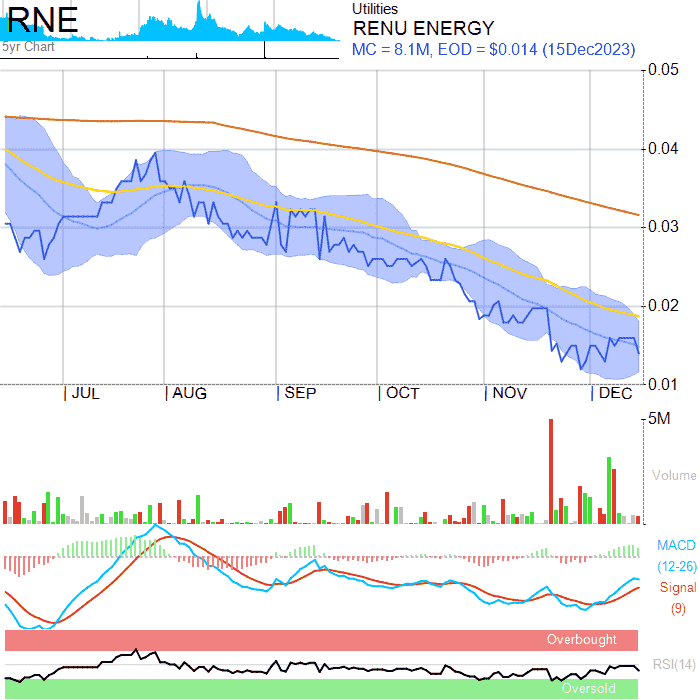 RNE
5yr Chart
Utilities
RENU ENERGY
MC = 8.1M, EOD = $0.014 (15Dec2023)
0.05
0.04
0.03
0.02
0.01
JUL AUG SEP OCT NOV DEC
5M
Volume
MACD
(12-26)
Signal
(9)
Overbought
RSI(14)
Oversold